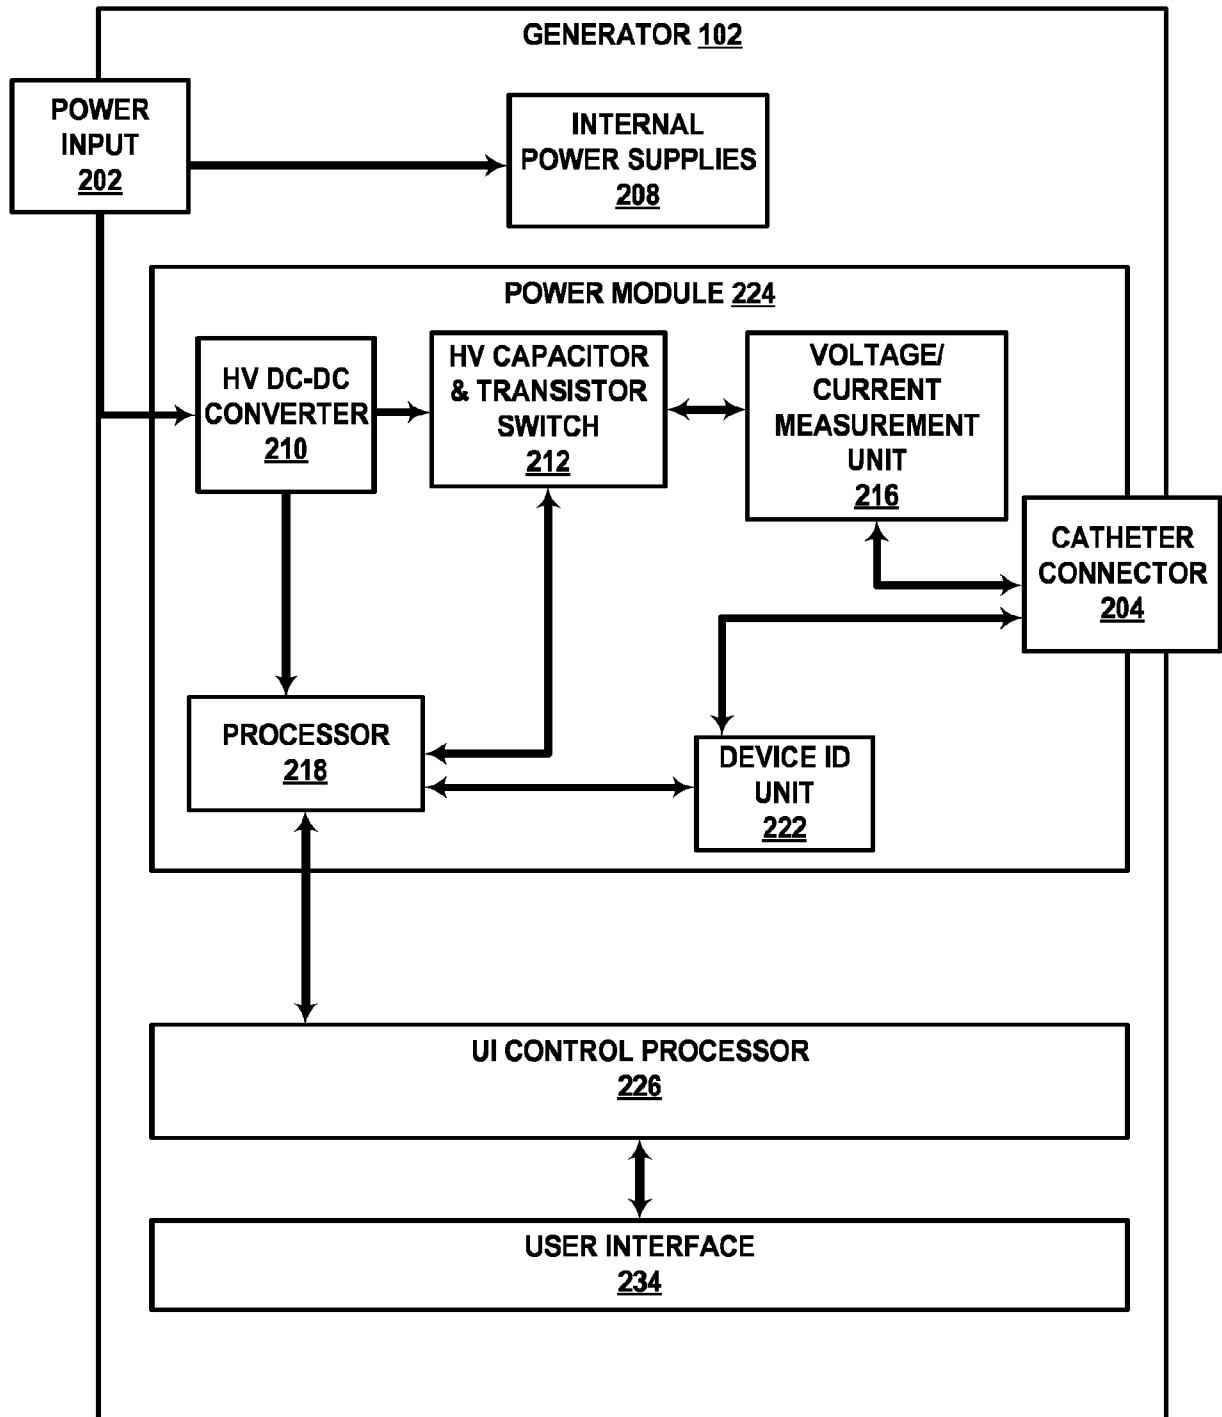 GENERATOR 102
POWER
INPUT
202
INTERNAL
POWER SUPPLIES
208
POWER MODULE 224
HV DC-DC
CONVERTER
210
HV CAPACITOR
& TRANSISTOR
SWITCH
212
VOLTAGE/
CURRENT
MEASUREMENT
UNIT
216
CATHETER
CONNECTOR
204
PROCESSOR
218
DEVICE ID
UNIT
222
UI CONTROL PROCESSOR
226
USER INTERFACE
234